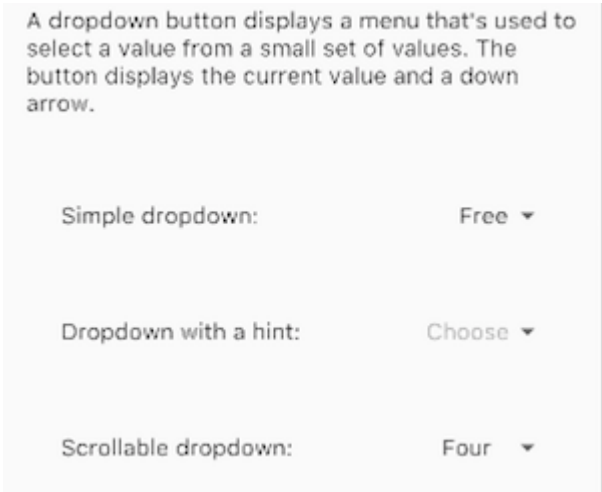 A dropdown button displays a menu that's used to
select a value from a small set of values. The
button displays the current value and a down
arrow.
Simple dropdown: Free
Dropdown with a hint: Choose
Scrollable dropdown: Four